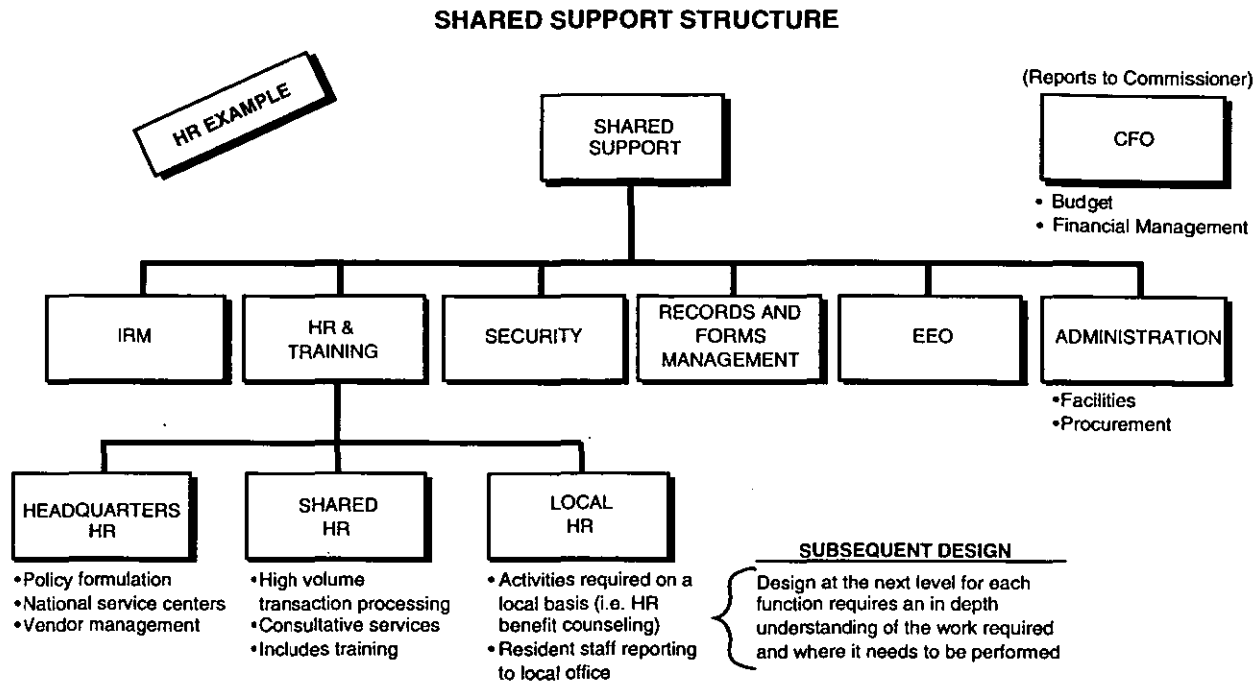 SHARED SUPPORT STRUCTURE
HR EXAMPLE
SHARED
SUPPORT
(Reports to Commissioner)
CFO
• Budget
• Financial Management
IRM
HR &
TRAINING
SECURITY
RECORDS AND
FORMS
MANAGEMENT
EEO
ADMINISTRATION
•Facilities
•Procurement
HEADQUARTERS
HR
•Policy formulation
•National service centers
•Vendor management
SHARED
HR
•High volume
transaction processing
•Consultative services
•Includes training
LOCAL
HR
•Activities required on a
local basis (i.e. HR
benefit counseling)
•Resident staff reporting
to local office
SUBSEQUENT DESIGN
Design at the next level for each
function requires an in depth
understanding of the work required
and where it needs to be performed